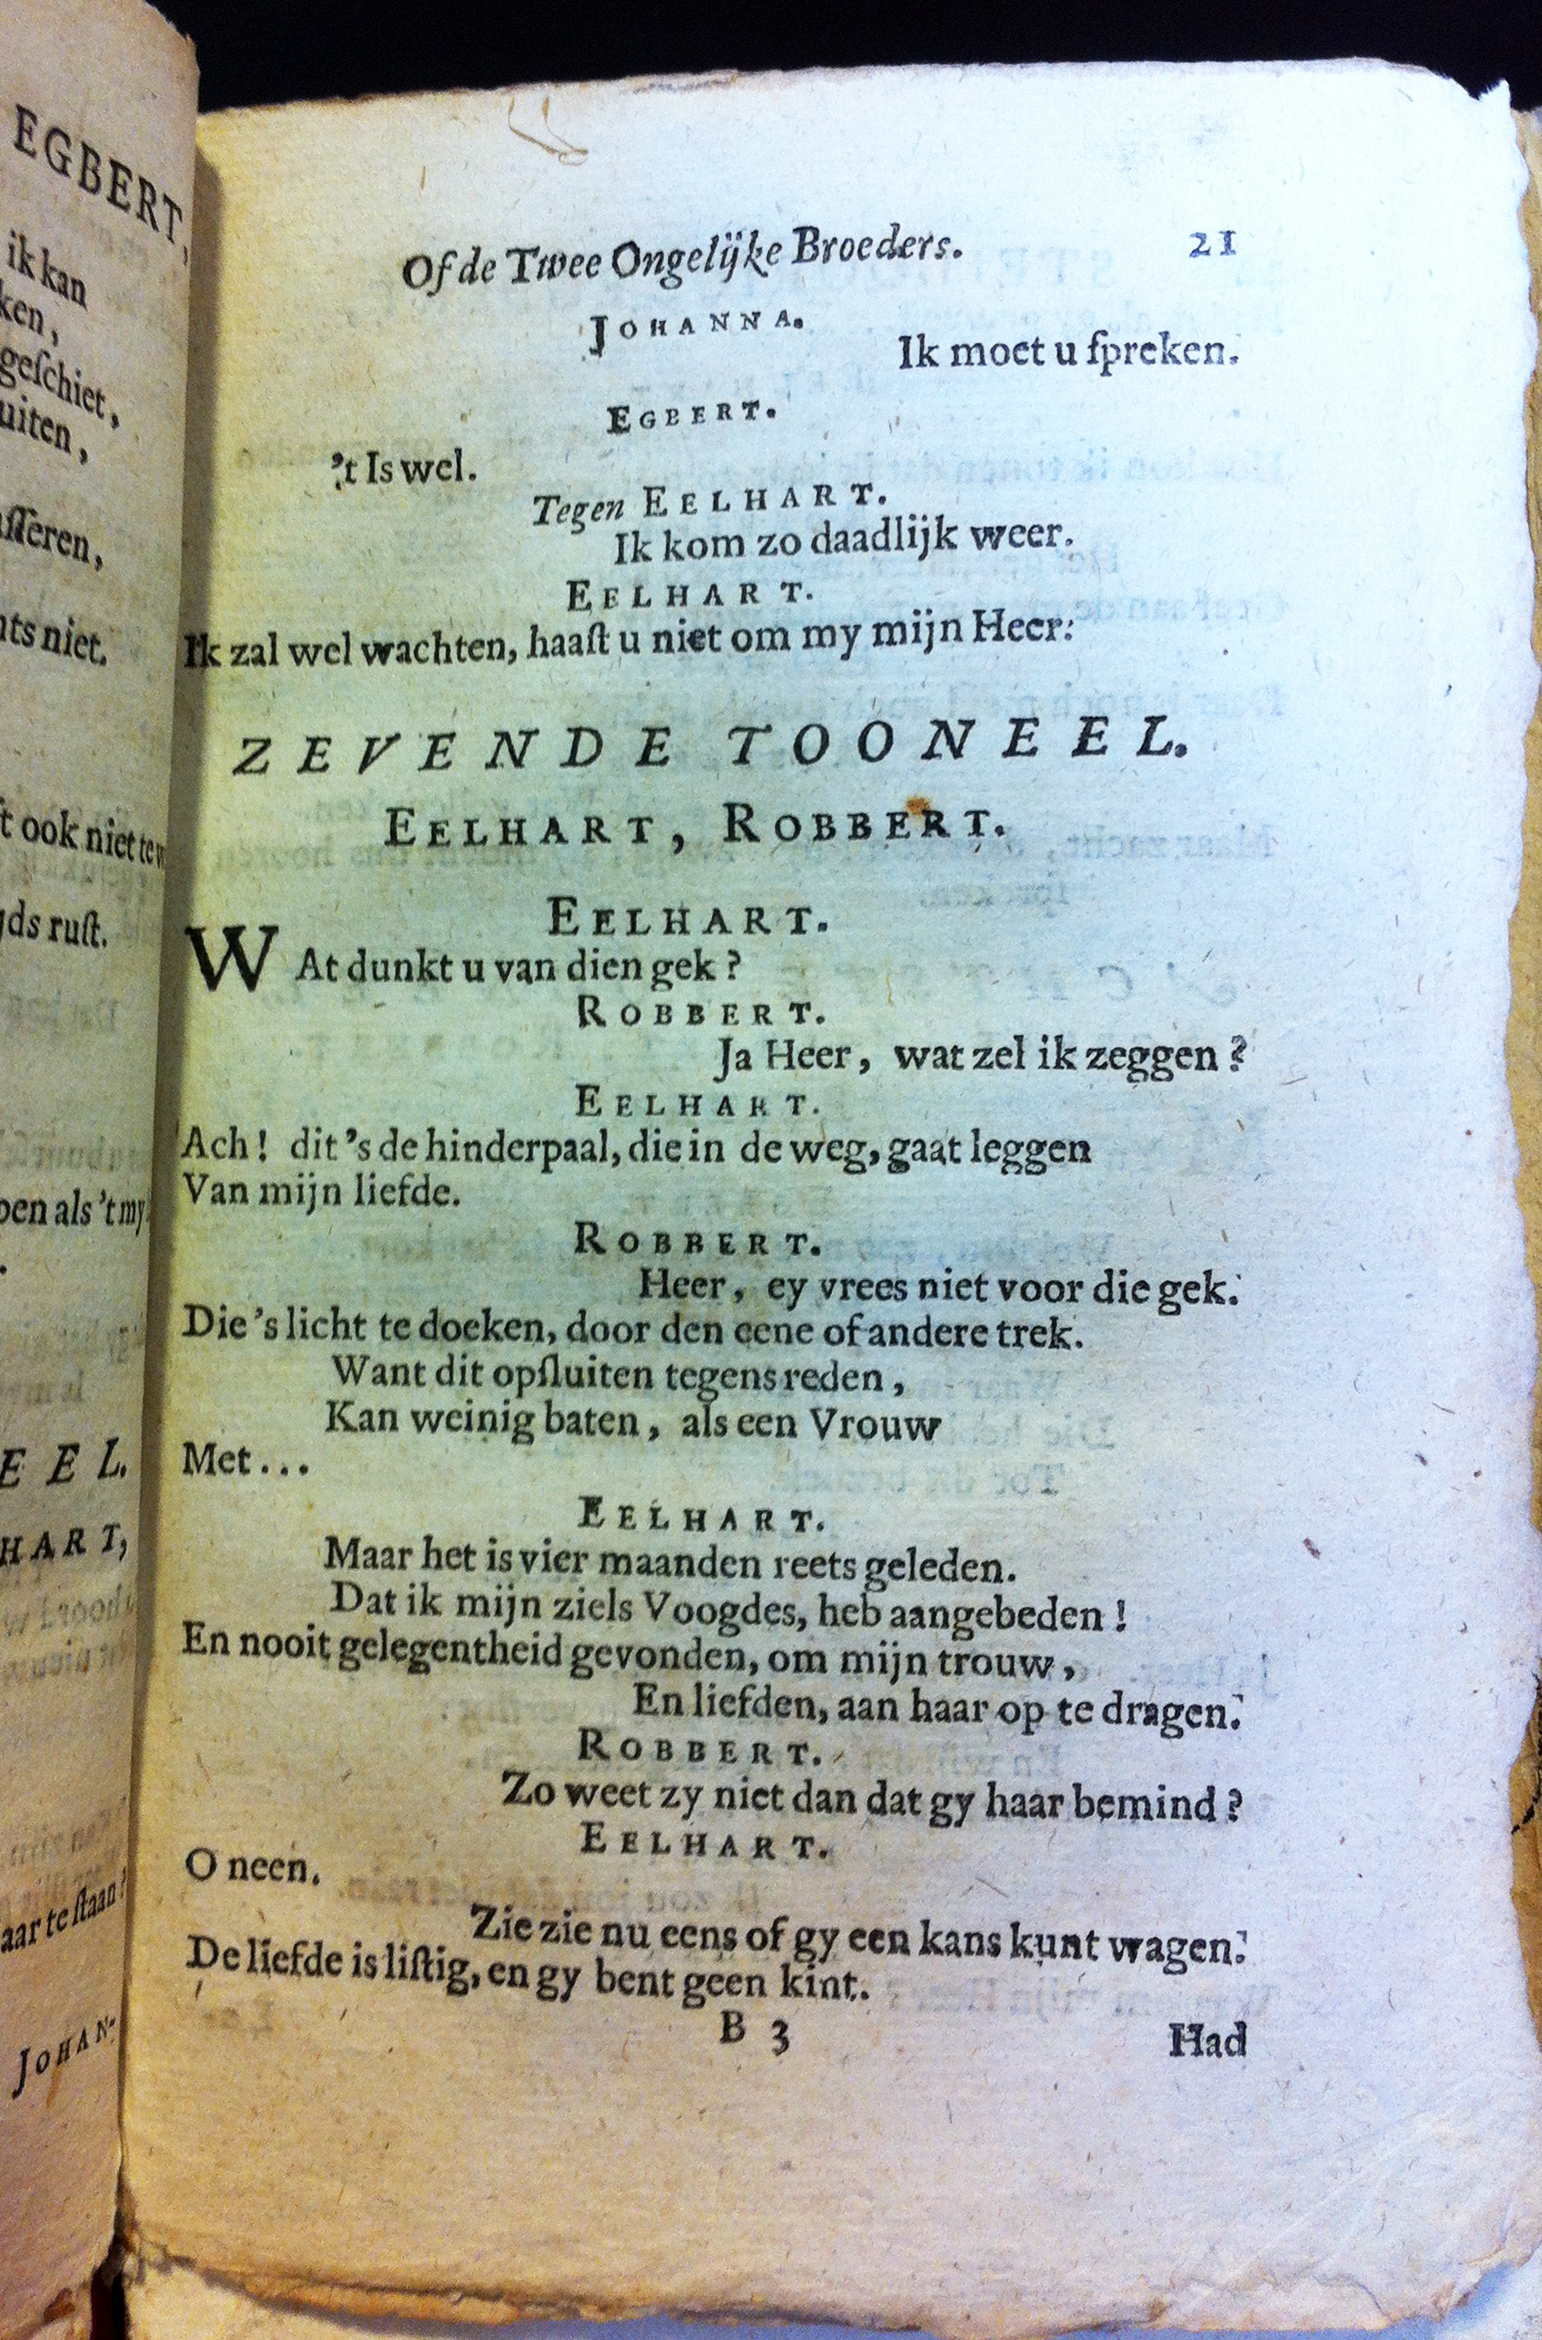 EGBERT,
ik kan
ken,
geſchiet,
uiten,
aſſeren,
nts niet.
ook niet te
ds ruſt.
en als 't my
E E L.
HART,
aar te ſtaan?
JOHAN-
Of de Twee Ongelijke Broeders. 21
JOHANNA.
Ik moet u ſpreken.
EGBERT.
't Is wel.
Tegen EELHART.
Ik kom zo daadlijk weer.
EELHART.
Ik zal wel wachten, haaſt u niet om my mijn Heer.
ZEVENDE TOONEEL.
EELHART, ROBBERT.
EELHART.
WAt dunkt u van dien gek?
ROBBERT.
Ja Heer, wat zel ik zeggen?
EELHART.
Ach! dit 's de hinderpaal, die in de weg, gaat leggen
Van mijn liefde.
ROBBERT.
Heer, ey vrees niet voor die gek.
Die 's licht te doeken, door den eene of andere trek.
Want dit opſluiten tegens reden,
Kan weinig baten, als een Vrouw
Met...
EELHART.
Maar het is vier maanden reets geleden.
Dat ik mijn ziels Voogdes, heb aangebeden!
En nooit gelegentheid gevonden, om mijn trouw,
En liefden, aan haar op te dragen.
ROBBERT.
Zo weet zy niet dan dat gy haar bemind?
EELHART.
O neen.
Zie zie nu eens of gy een kans kunt wagen.
De liefde is liſtig, en gy bent geen kint.
B 3 Had